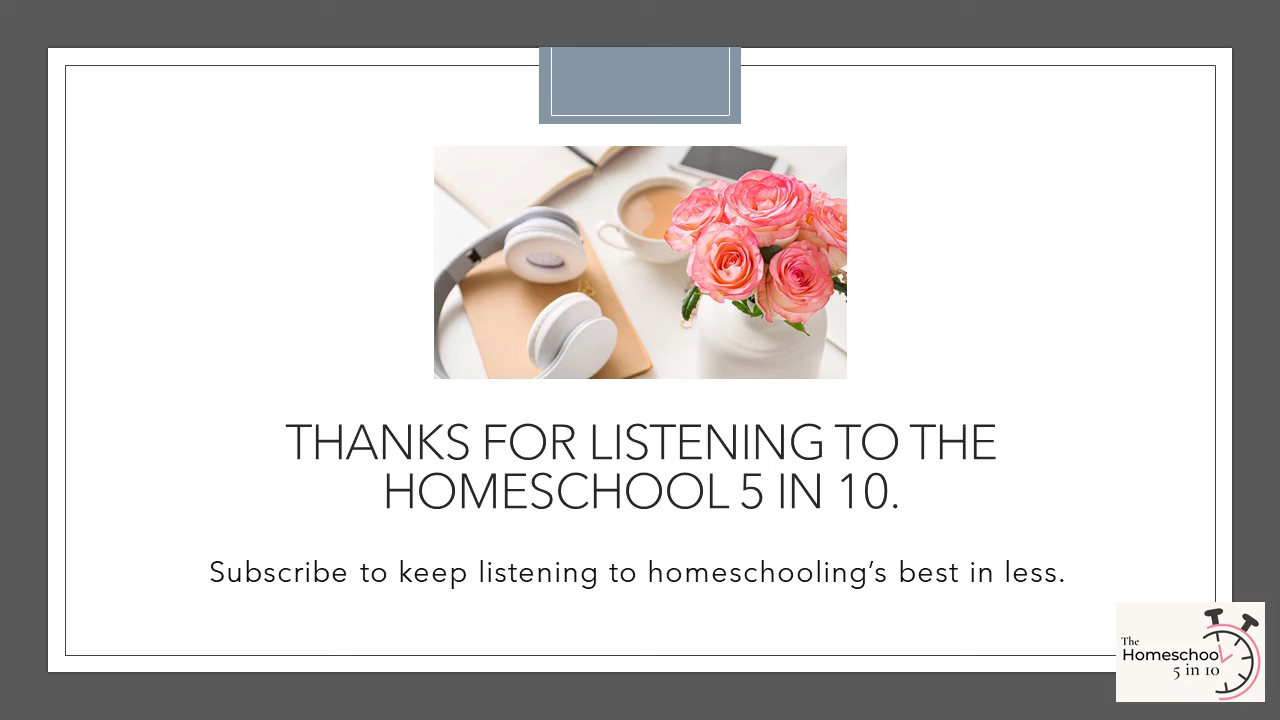 THANKS FOR LISTENING TO THE
HOMESCHOOL 5 IN 10.
Subscribe to keep listening to homeschooling’s best in less.
The
Homeschool
5 in 10